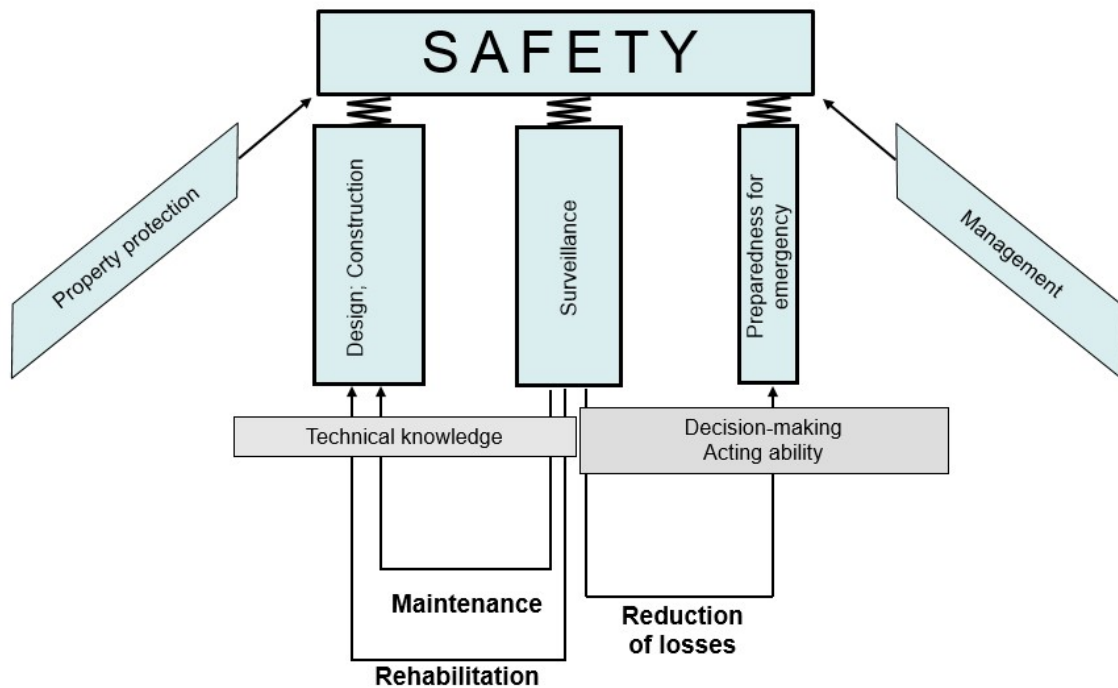 SAFETY
Property protection
Design; Construction
Surveillance
Preparedness for
emergency
Management
Technical knowledge
Decision-making
Acting ability
Maintenance
Reduction
of losses
Rehabilitation